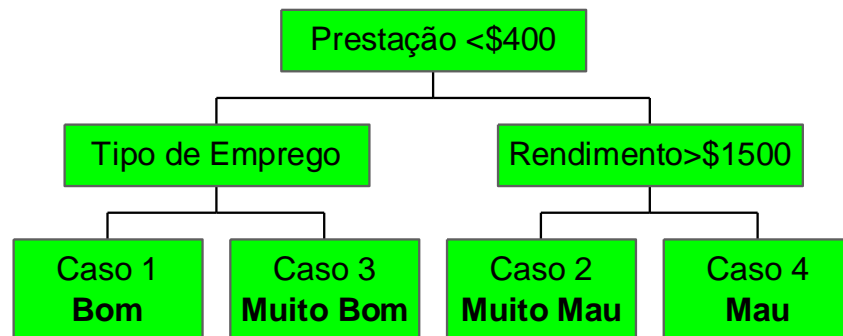 Prestação <$400
Tipo de Emprego
Rendimento>$1500
Caso 1
Bom
Caso 3
Muito Bom
Caso 2
Muito Mau
Caso 4
Mau